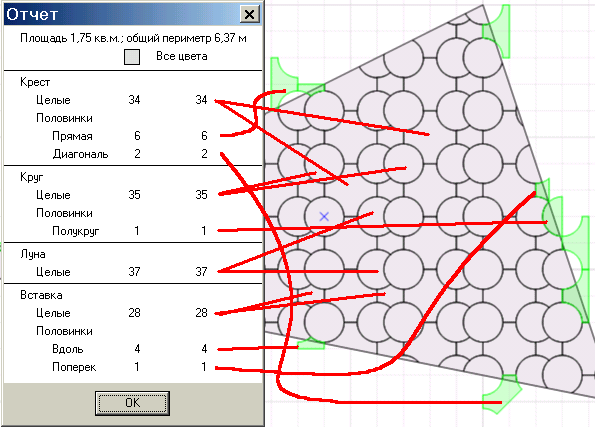 Отчет
Площадь 1,75 кв.м.; общий периметр 6,37 м
Все цвета
Крест
Целые 34 34
Половинки
Прямая 6 6
Диагональ 2 2
Круг
Целые 35 35
Половинки
Полукруг 1 1
Луна
Целые 37 37
Вставка
Целые 28 28
Половинки
Вдоль 4 4
Поперек 1 1
OK